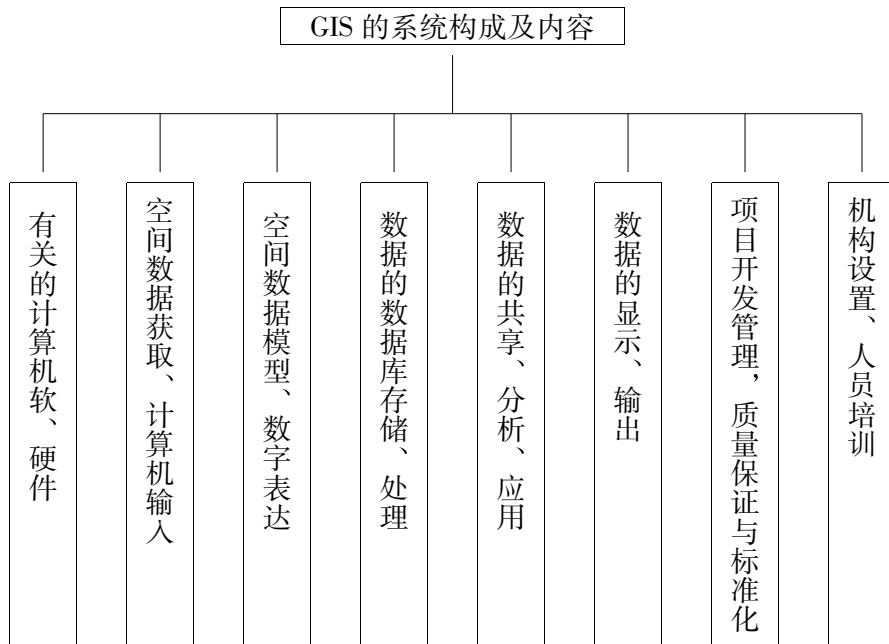 GIS 的系统构成及内容
有关的计算机软、硬件
空间数据获取、计算机输入
空间数据模型、数字表达
数据的数据库存储、处理
数据的共享、分析、应用
数据的显示、输出
项目开发管理，质量保证与标准化
机构设置、人员培训